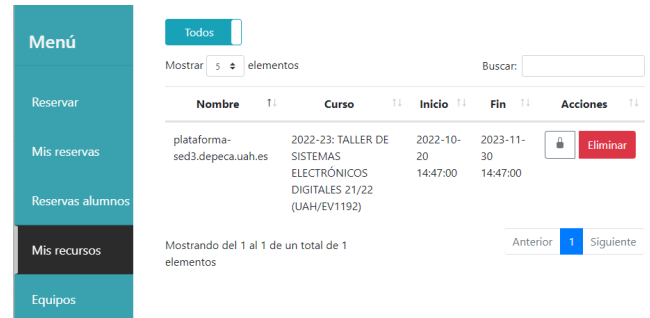 Menú
Reservar
Mis reservas
Reservas alumnos
Mis recursos
Equipos
Todos
Mostrar 5 elementos
Buscar:
Nombre Curso Inicio Fin Acciones
plataforma-
sed3.depeca.uah.es
2022-23: TALLER DE
SISTEMAS
ELECTRÓNICOS
DIGITALES 21/22
(UAH/EV1192)
2022-10-
20
14:47:00
2023-11-
30
14:47:00
Eliminar
Mostrando del 1 al 1 de un total de 1
elementos
Anterior 1 Siguiente